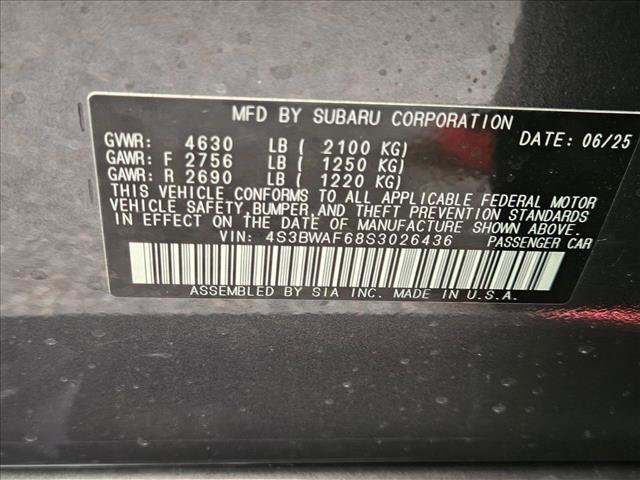 MFD BY SUBARU CORPORATION
GVWR: 4630 LB ( 2100 KG) DATE: 06/25
GAWR: F 2756 LB ( 1250 KG)
GAWR: R 2690 LB ( 1220 KG)
THIS VEHICLE CONFORMS TO ALL APPLICABLE FEDERAL MOTOR
VEHICLE SAFETY, BUMPER, AND THEFT PREVENTION STANDARDS
IN EFFECT ON THE DATE OF MANUFACTURE SHOWN ABOVE.
VIN: 4S3BWAF68S3026436 PASSENGER CAR
ASSEMBLED BY SIA INC. MADE IN U.S.A.